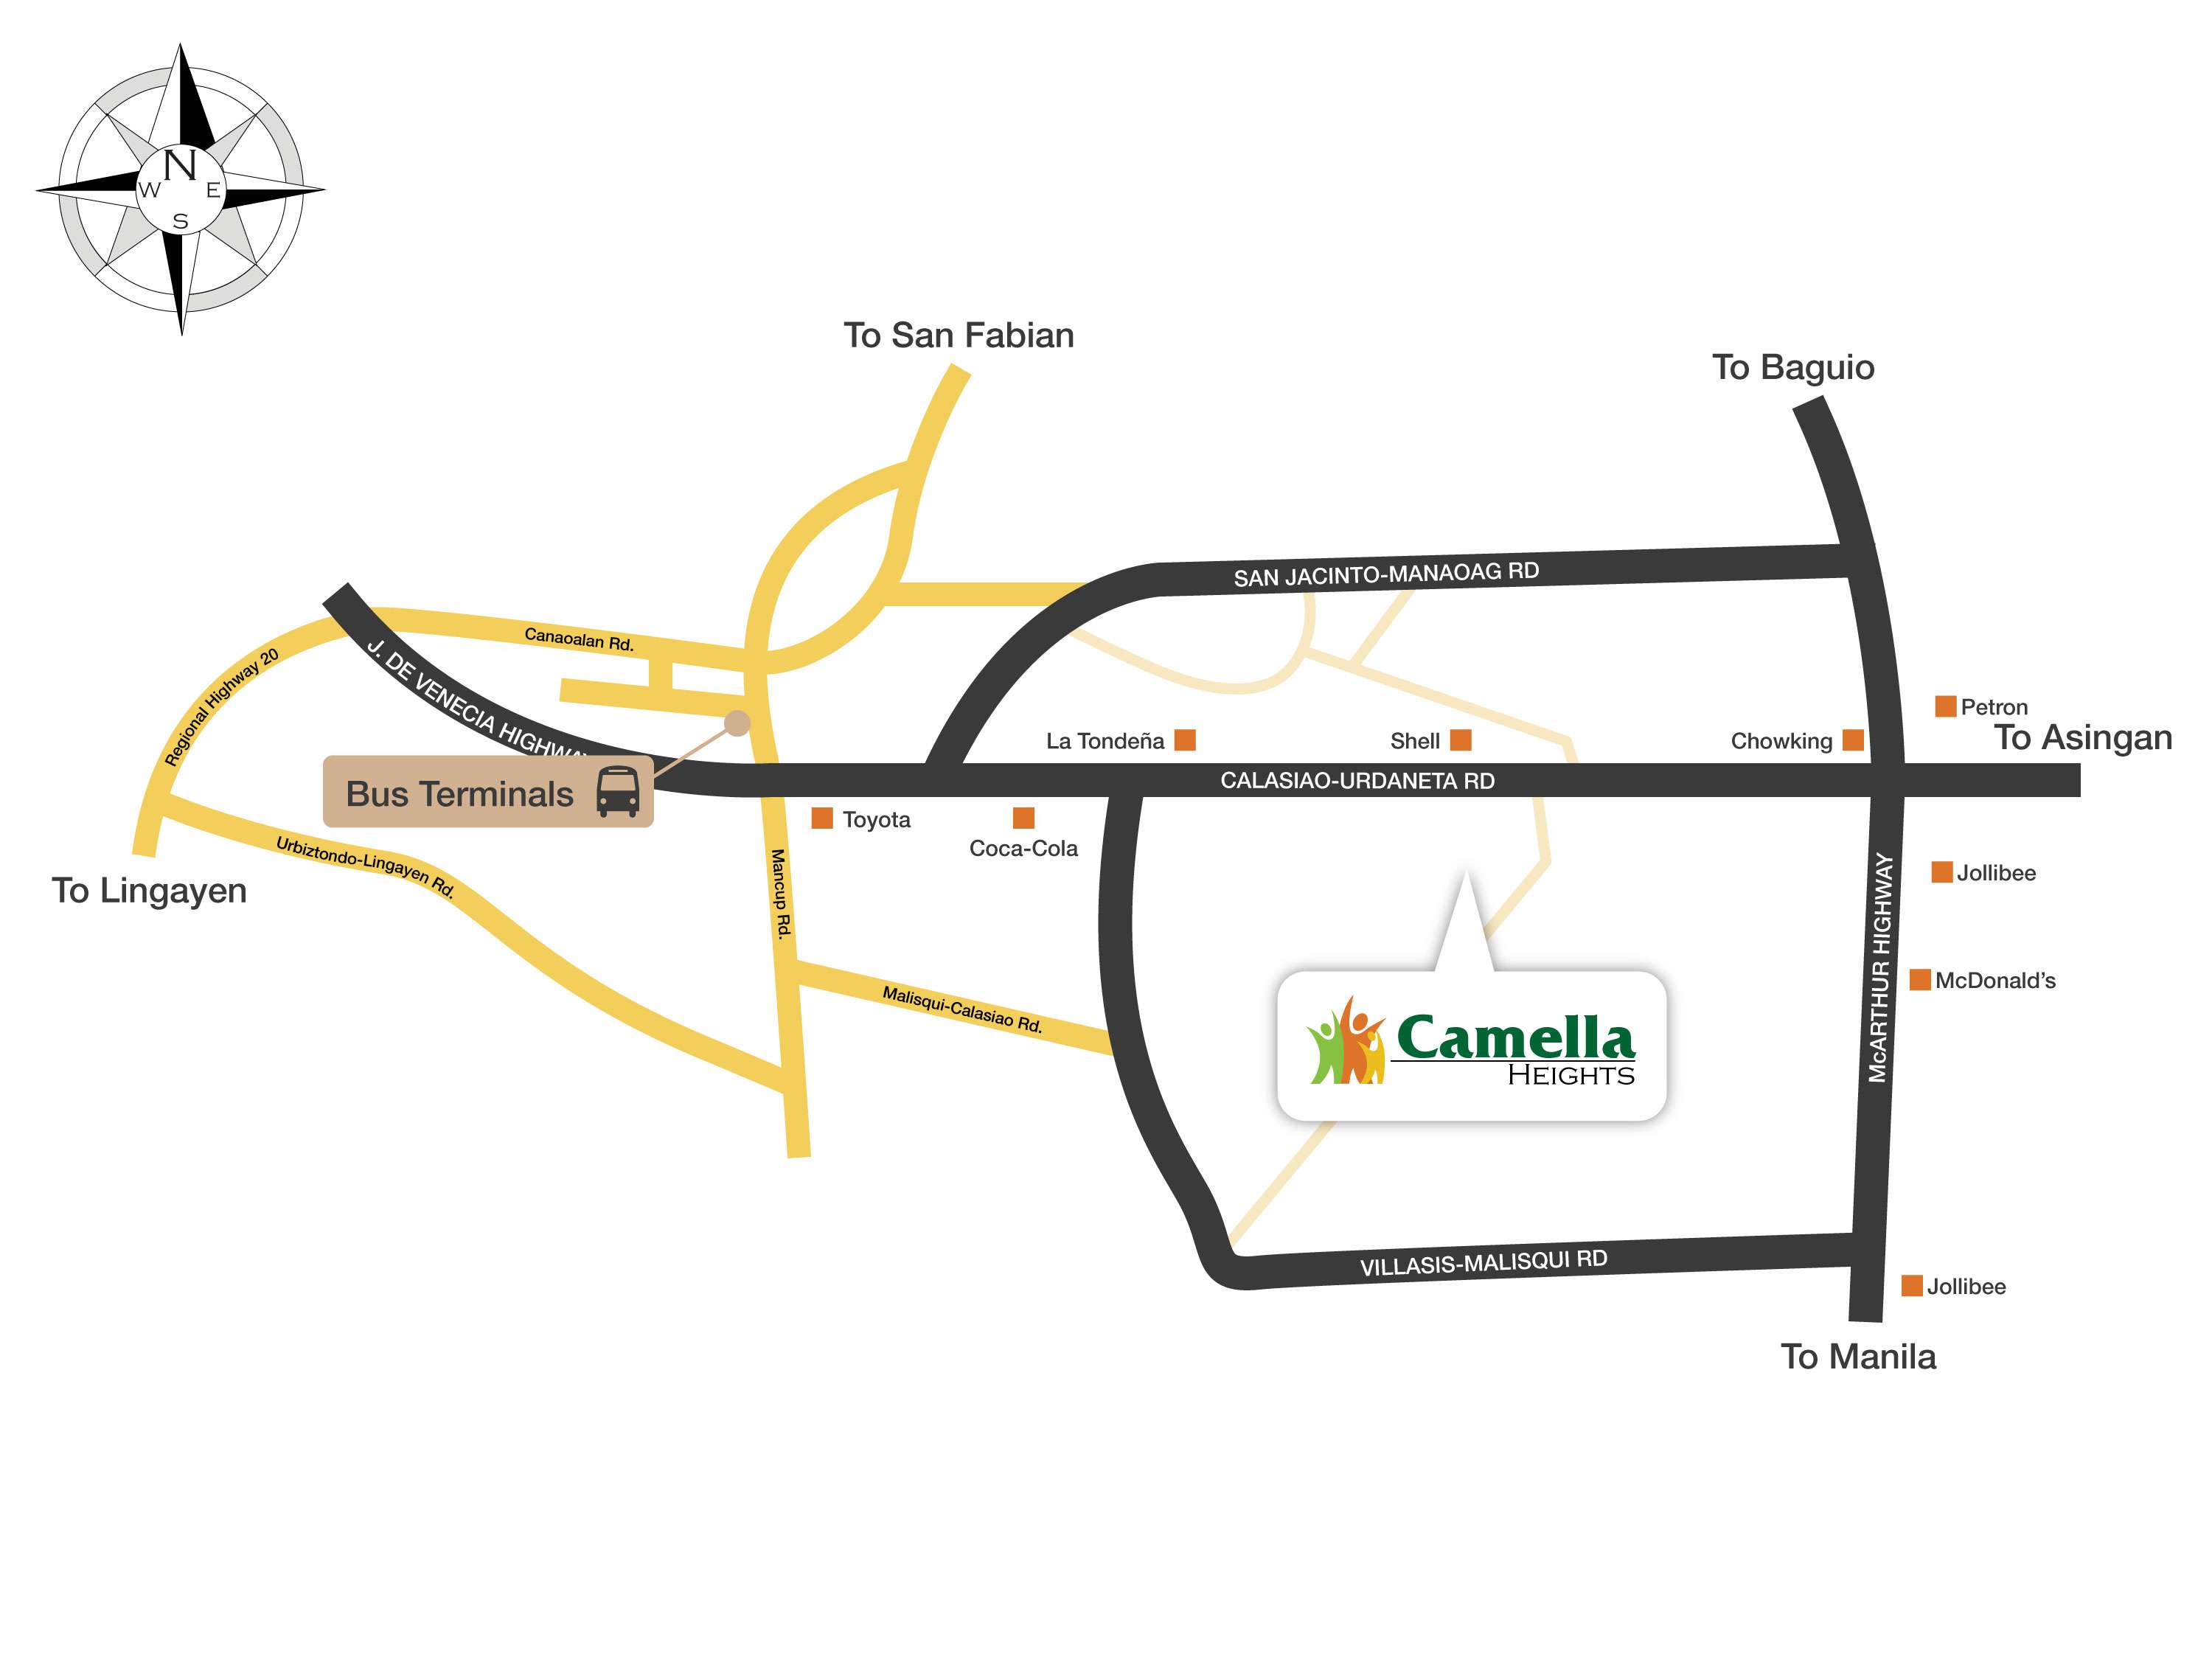 N
W E
S
To San Fabian
To Baguio
SAN JACINTO-MANAOAG RD
Canaoalan Rd.
Regional Highway 20
J. DE VENECIA HIGHWAY
Petron
To Asingan
La Tondeña
Shell
Chowking
CALASIAO-URDANETA RD
Bus Terminals
Toyota
Coca-Cola
Urbiztondo-Lingayen Rd.
To Lingayen
Mancup Rd.
Jollibee
McARTHUR HIGHWAY
McDonald's
Malisqui-Calasiao Rd.
Camella
HEIGHTS
VILLASIS-MALISQUI RD
Jollibee
To Manila